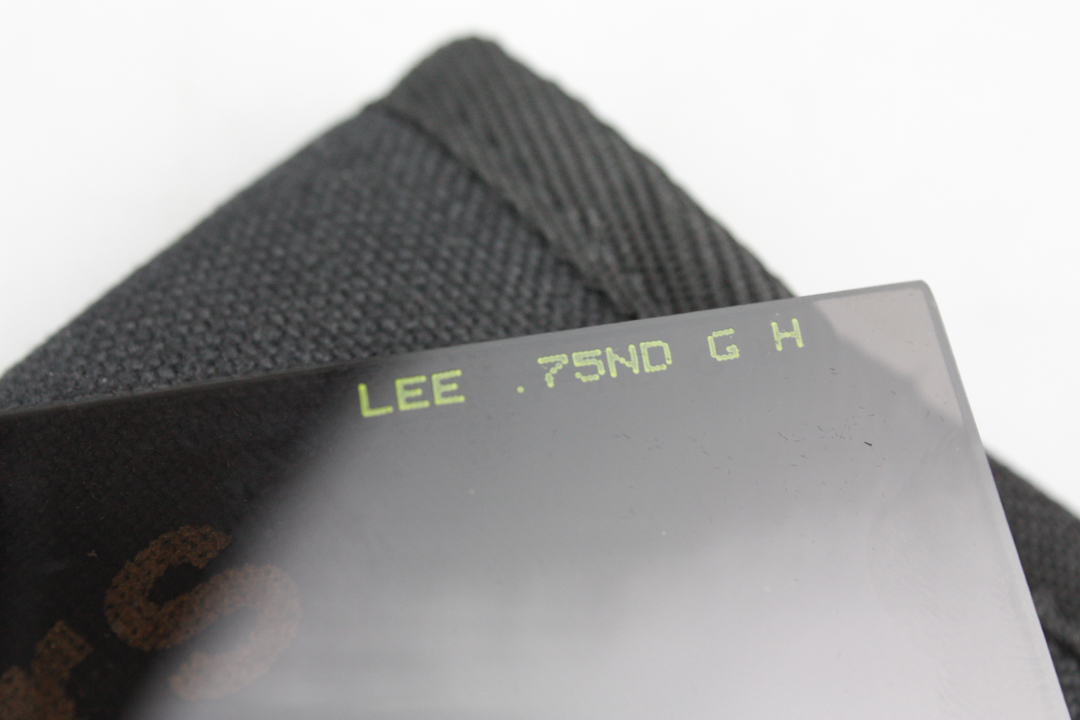 LEE .75ND G H